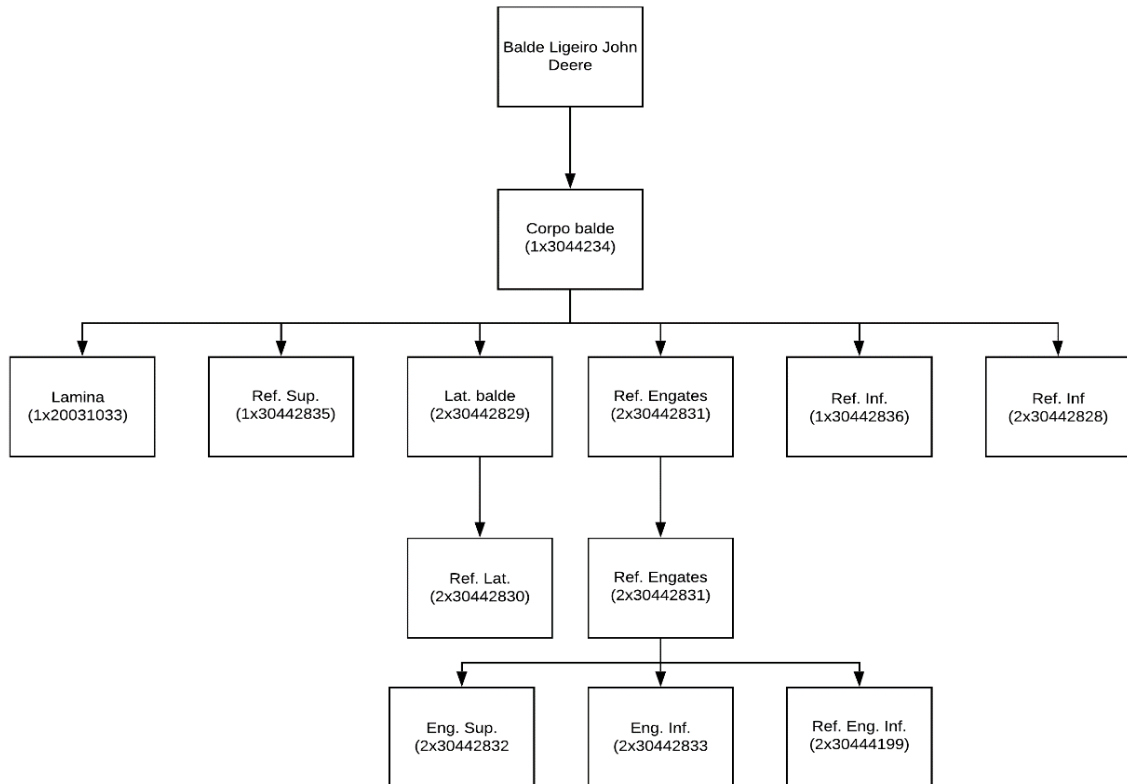 Balde Ligeiro John
Deere
Corpo balde
(1x3044234)
Lamina
(1x20031033)
Ref. Sup.
(1x30442835)
Lat. balde
(2x30442829)
Ref. Engates
(2x30442831)
Ref. Inf.
(1x30442836)
Ref. Inf
(2x30442828)
Ref. Lat.
(2x30442830)
Ref. Engates
(2x30442831)
Eng. Sup.
(2x30442832
Eng. Inf.
(2x30442833
Ref. Eng. Inf.
(2x30444199)